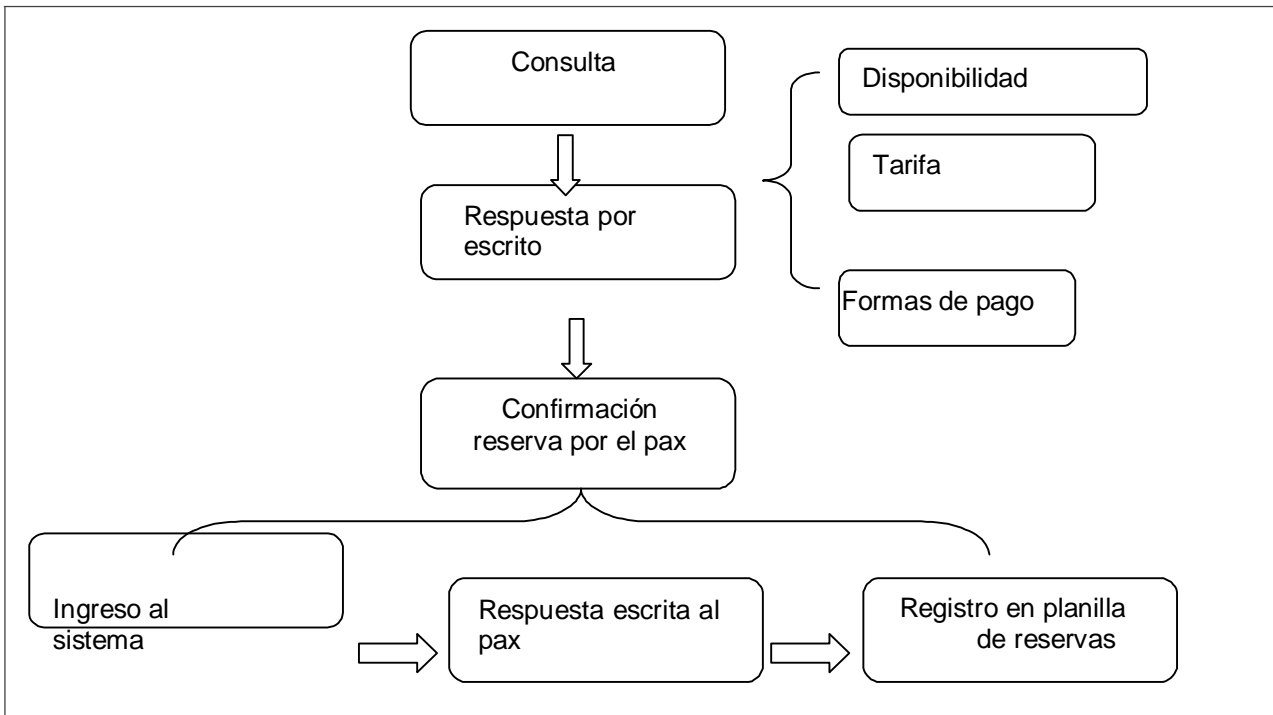 Consulta
Disponibilidad
Tarifa
Respuesta por
escrito
Formas de pago
Confirmación
reserva por el pax
Ingreso al
sistema
Respuesta escrita al
pax
Registro en planilla
de reservas